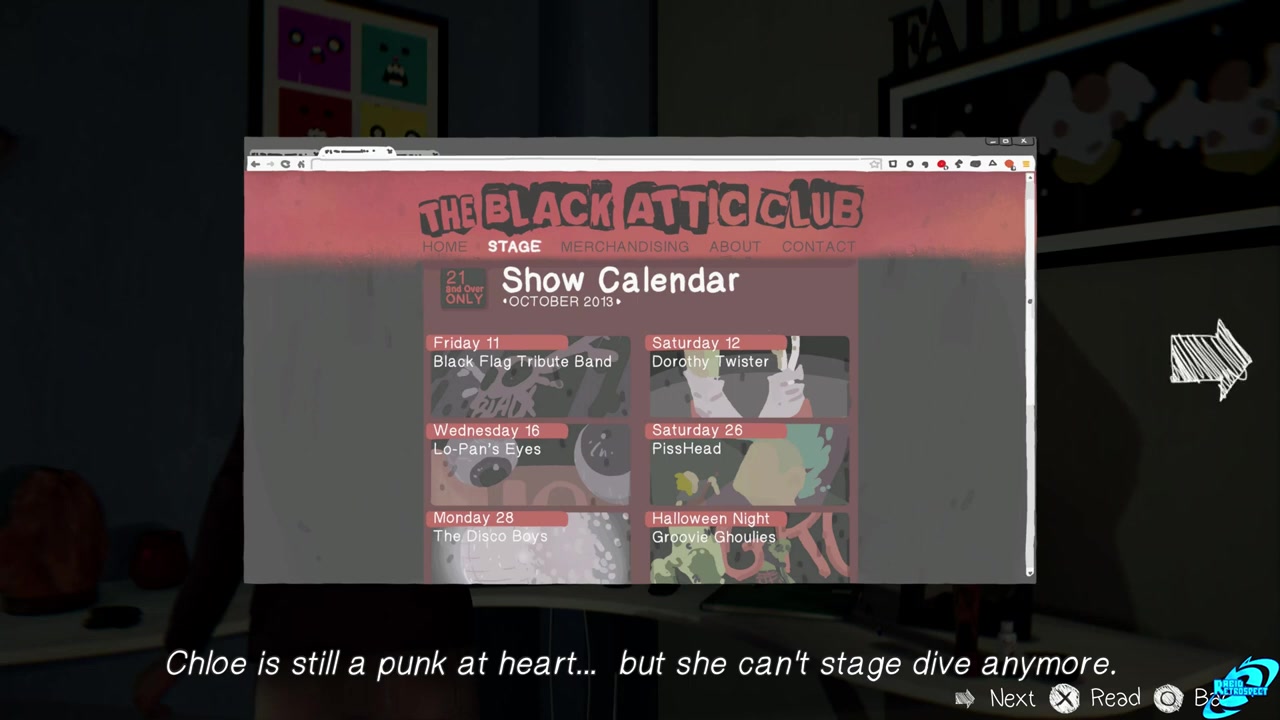 FAITH
THE BLACK ATTIC CLUB
HOME STAGE MERCHANDISING ABOUT CONTACT
21
and Over
ONLY
Show Calendar
OCTOBER 2013
Friday 11
Black Flag Tribute Band
Saturday 12
Dorothy Twister
Wednesday 16
Lo-Pan's Eyes
Saturday 26
PissHead
Monday 28
The Disco Boys
Halloween Night
Groovie Ghoulies
Chloe is still a punk at heart... but she can't stage dive anymore.
Next Read
RETROSPECT